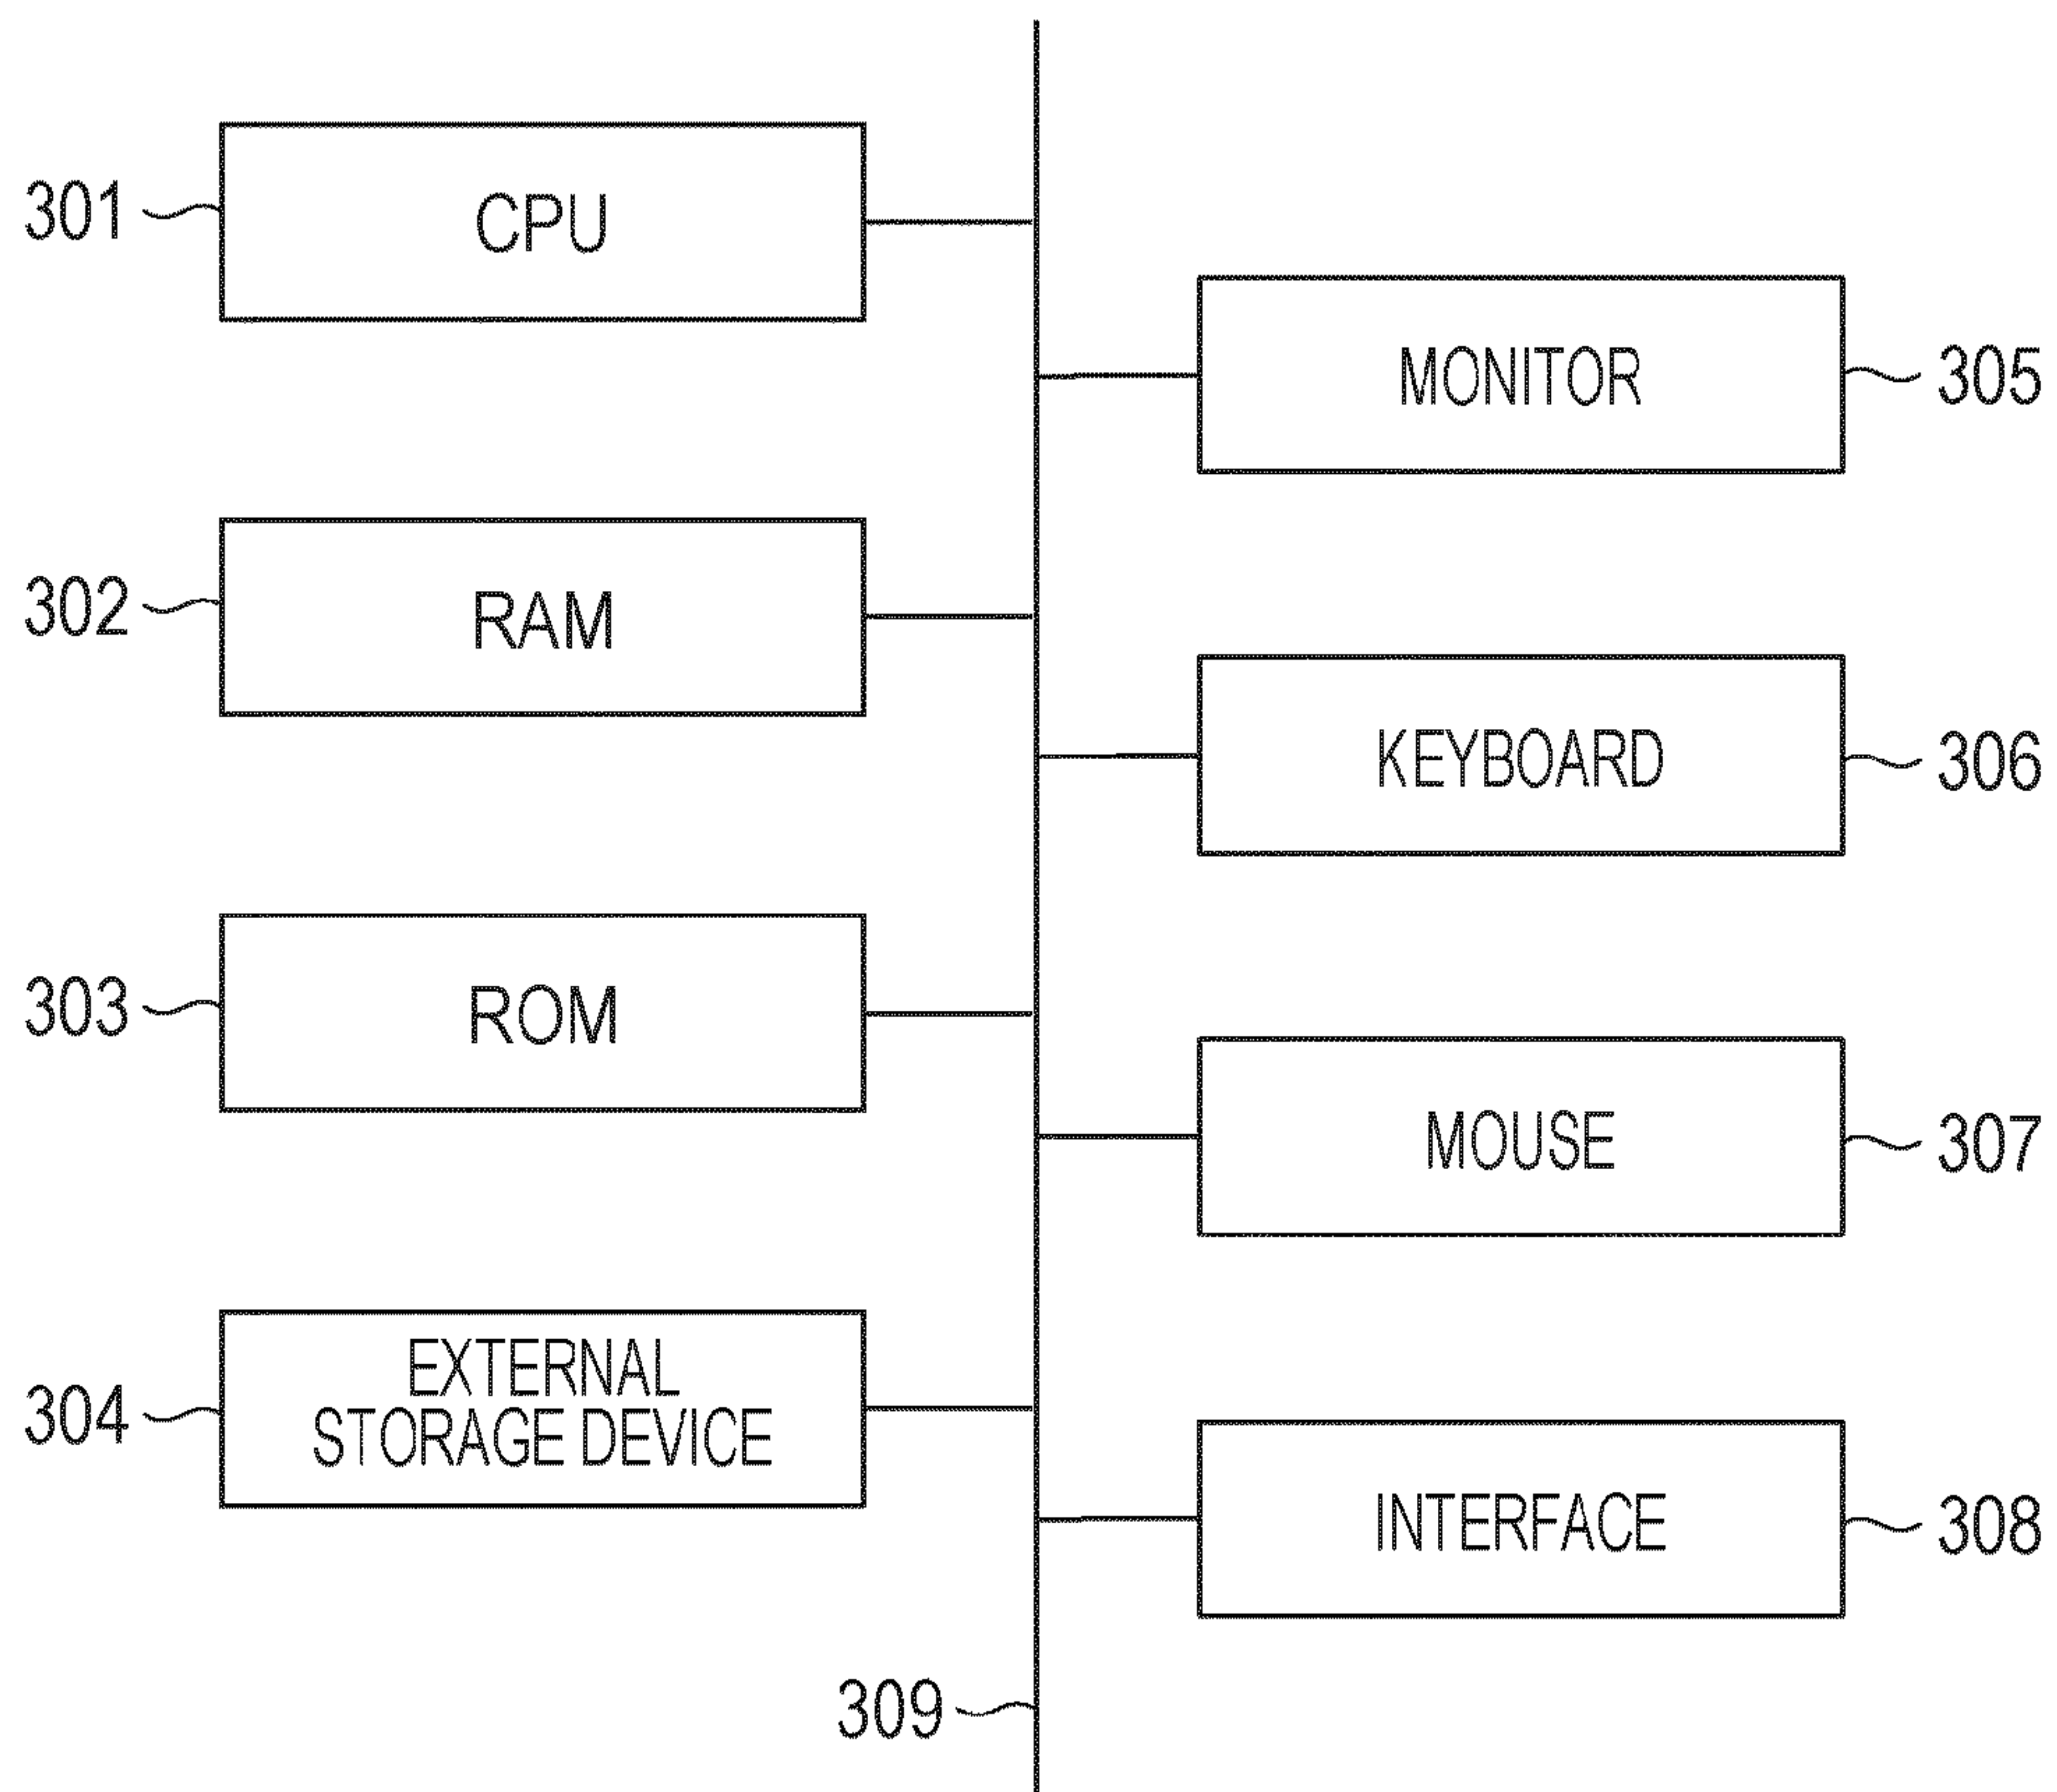 301
CPU
MONITOR
305
302
RAM
KEYBOARD
306
303
ROM
MOUSE
307
304
EXTERNAL
STORAGE DEVICE
INTERFACE
308
309